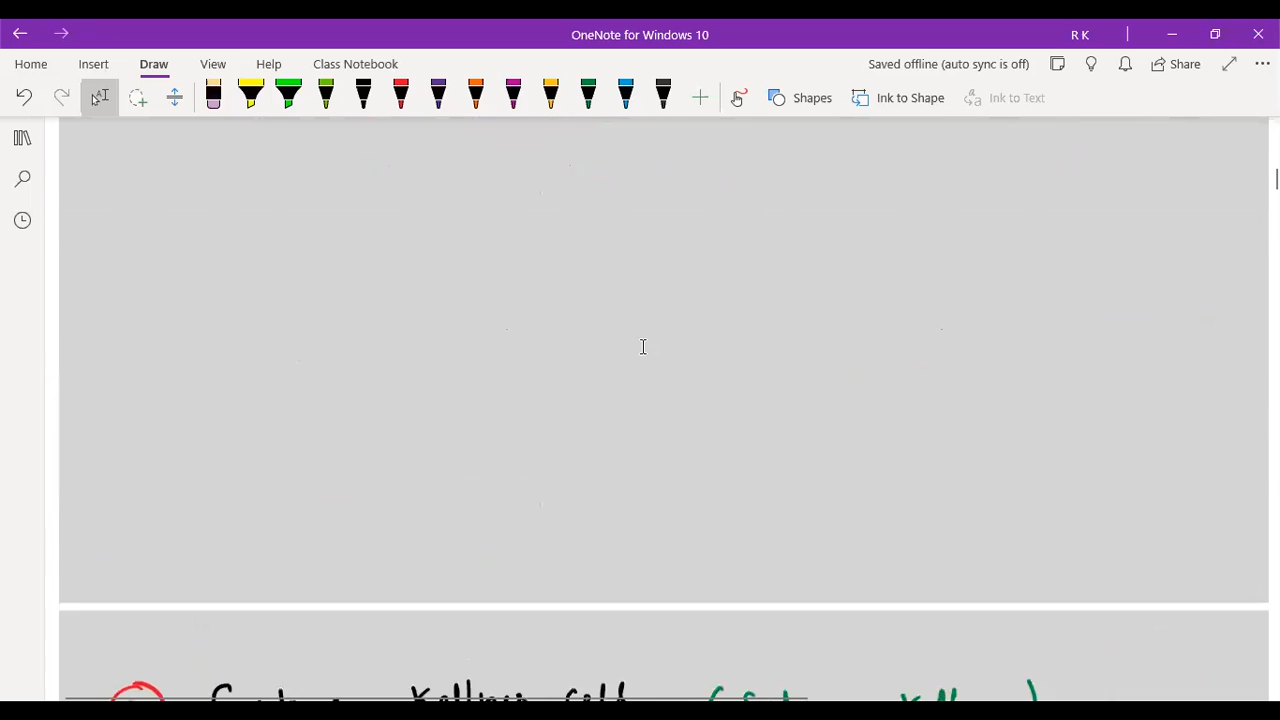 OneNote for Windows 10
R K
Home Insert Draw View Help Class Notebook
Saved offline (auto sync is off) Share
Shapes Ink to Shape Ink to Text